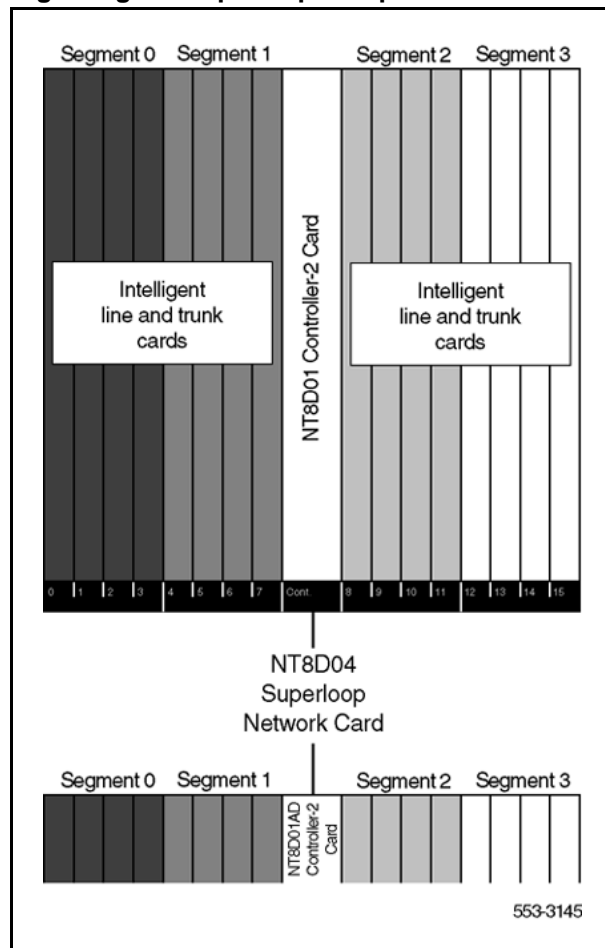 Segment 0 Segment 1 Segment 2 Segment 3
Intelligent
line and trunk
cards
NT8D01 Controller-2 Card
Intelligent
line and trunk
cards
0 1 2 3 4 5 6 7 Cont. 8 9 10 11 12 13 14 15
NT8D04
Superloop
Network Card
Segment 0 Segment 1 Segment 2 Segment 3
NT8D01AD
Controller-2
Card
553-3145